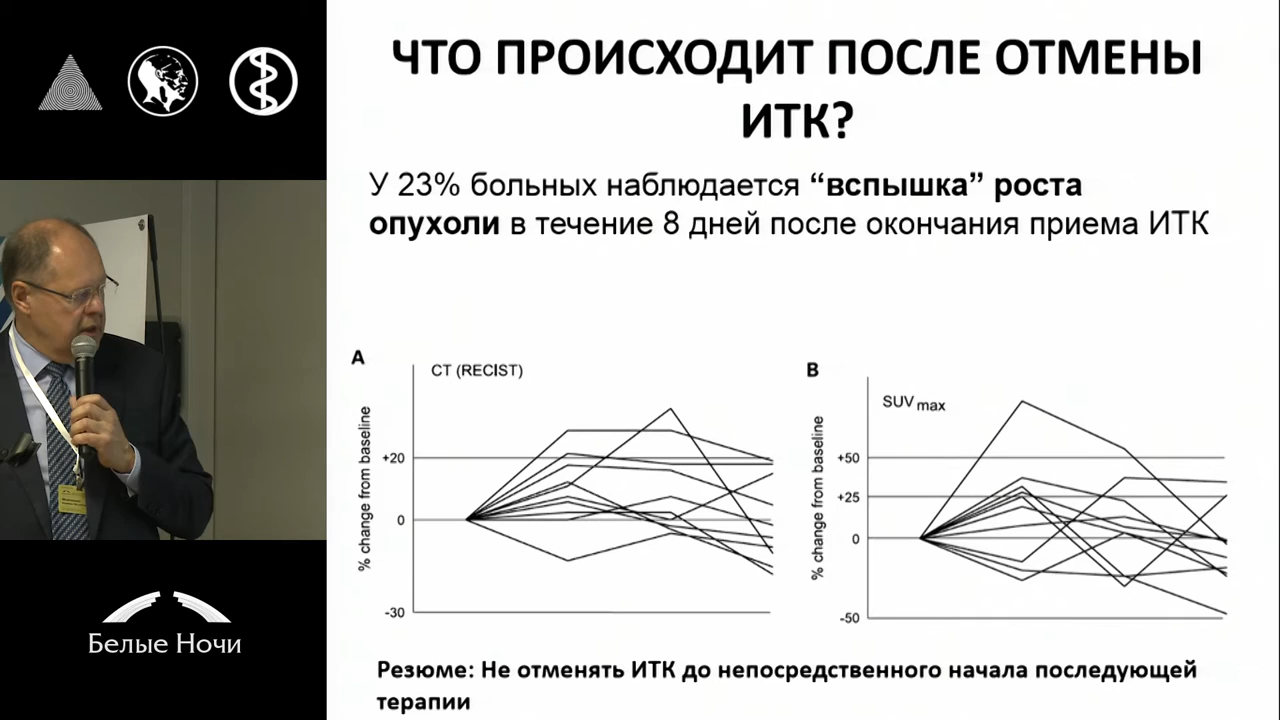 ЧТО ПРОИСХОДИТ ПОСЛЕ ОТМЕНЫ
ИТК?
У 23% больных наблюдается “вспышка” роста
опухоли в течение 8 дней после окончания приема ИТК
A
CT (RECIST)
% change from baseline
+20
0
-30
B
SUV max
% change from baseline
+50
+25
0
-50
Резюме: Не отменять ИТК до непосредственного начала последующей
терапии
Белые Ночи